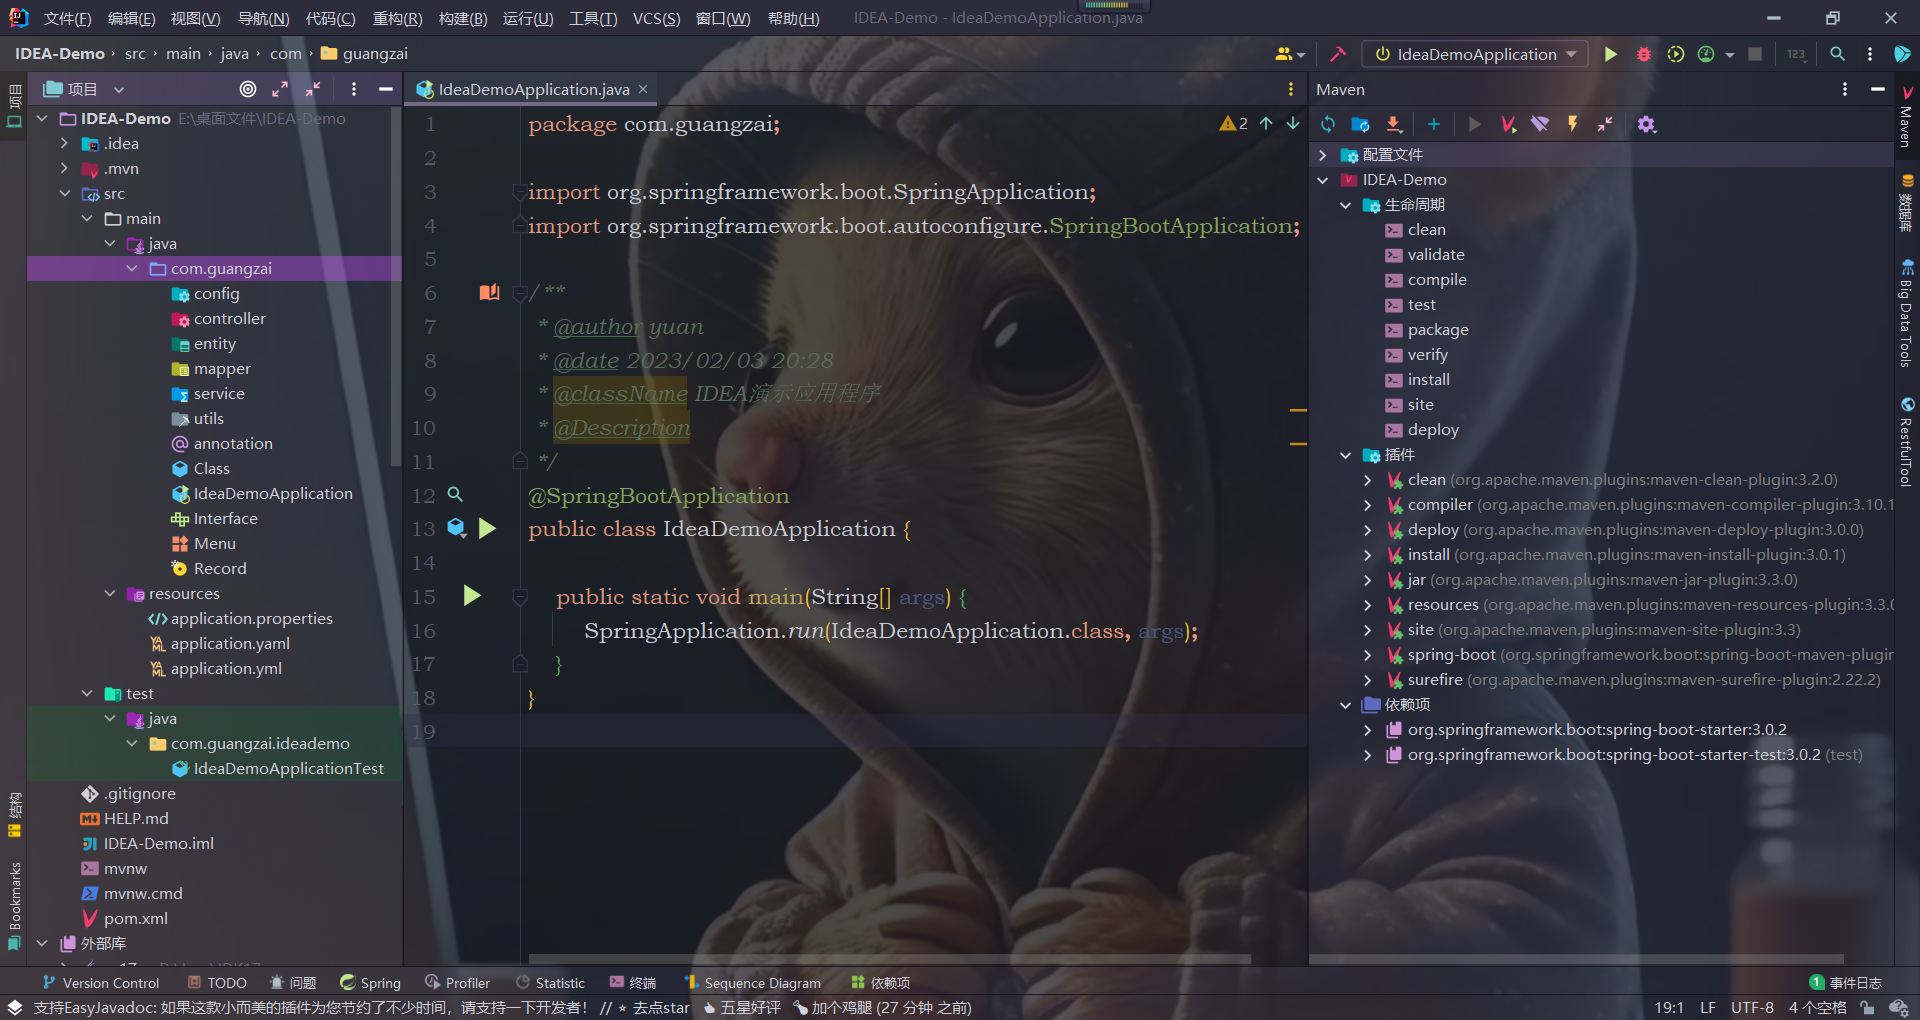 文件(F) 编辑(E) 视图(V) 导航(N) 代码(C) 重构(R) 构建(B) 运行(U) 工具(T) VCS(S) 窗口(W) 帮助(H) IDEA-Demo - IdeaDemoApplication.java
IDEA-Demo › src › main › java › com › guangzai
IdeaDemoApplication
项目
IDEA-Demo E:\桌面文件\IDEA-Demo
.idea
.mvn
src
main
java
com.guangzai
config
controller
entity
mapper
service
utils
annotation
Class
IdeaDemoApplication
Interface
Menu
Record
resources
application.properties
application.yaml
application.yml
test
java
com.guangzai.ideademo
IdeaDemoApplicationTest
.gitignore
HELP.md
IDEA-Demo.iml
mvnw
mvnw.cmd
pom.xml
外部库
项目
结构
Bookmarks
IdeaDemoApplication.java
2
1 package com.guangzai;
2
3 import org.springframework.boot.SpringApplication;
4 import org.springframework.boot.autoconfigure.SpringBootApplication;
5
6 /**
7 * @author yuan
8 * @date 2023/02/03 20:28
9 * @className IDEA演示应用程序
10 * @Description
11 */
12 @SpringBootApplication
13 public class IdeaDemoApplication {
14
15 public static void main(String[] args) {
16 SpringApplication.run(IdeaDemoApplication.class, args);
17 }
18 }
19
Maven
配置文件
IDEA-Demo
生命周期
clean
validate
compile
test
package
verify
install
site
deploy
插件
clean (org.apache.maven.plugins:maven-clean-plugin:3.2.0)
compiler (org.apache.maven.plugins:maven-compiler-plugin:3.10.1
deploy (org.apache.maven.plugins:maven-deploy-plugin:3.0.0)
install (org.apache.maven.plugins:maven-install-plugin:3.0.1)
jar (org.apache.maven.plugins:maven-jar-plugin:3.3.0)
resources (org.apache.maven.plugins:maven-resources-plugin:3.3.0
site (org.apache.maven.plugins:maven-site-plugin:3.3)
spring-boot (org.springframework.boot:spring-boot-maven-plugin
surefire (org.apache.maven.plugins:maven-surefire-plugin:2.22.2)
依赖项
org.springframework.boot:spring-boot-starter:3.0.2
org.springframework.boot:spring-boot-starter-test:3.0.2 (test)
Maven
数据库
Big Data Tools
RestfulTool
Version Control TODO 问题 Spring Profiler Statistic 终端 Sequence Diagram 依赖项 1 事件日志
支持EasyJavadoc: 如果这款小而美的插件为您节约了不少时间，请支持一下开发者！ // ⭐ 去点star 👍 五星好评 🍗 加个鸡腿 (27 分钟 之前) 19:1 LF UTF-8 4 个空格